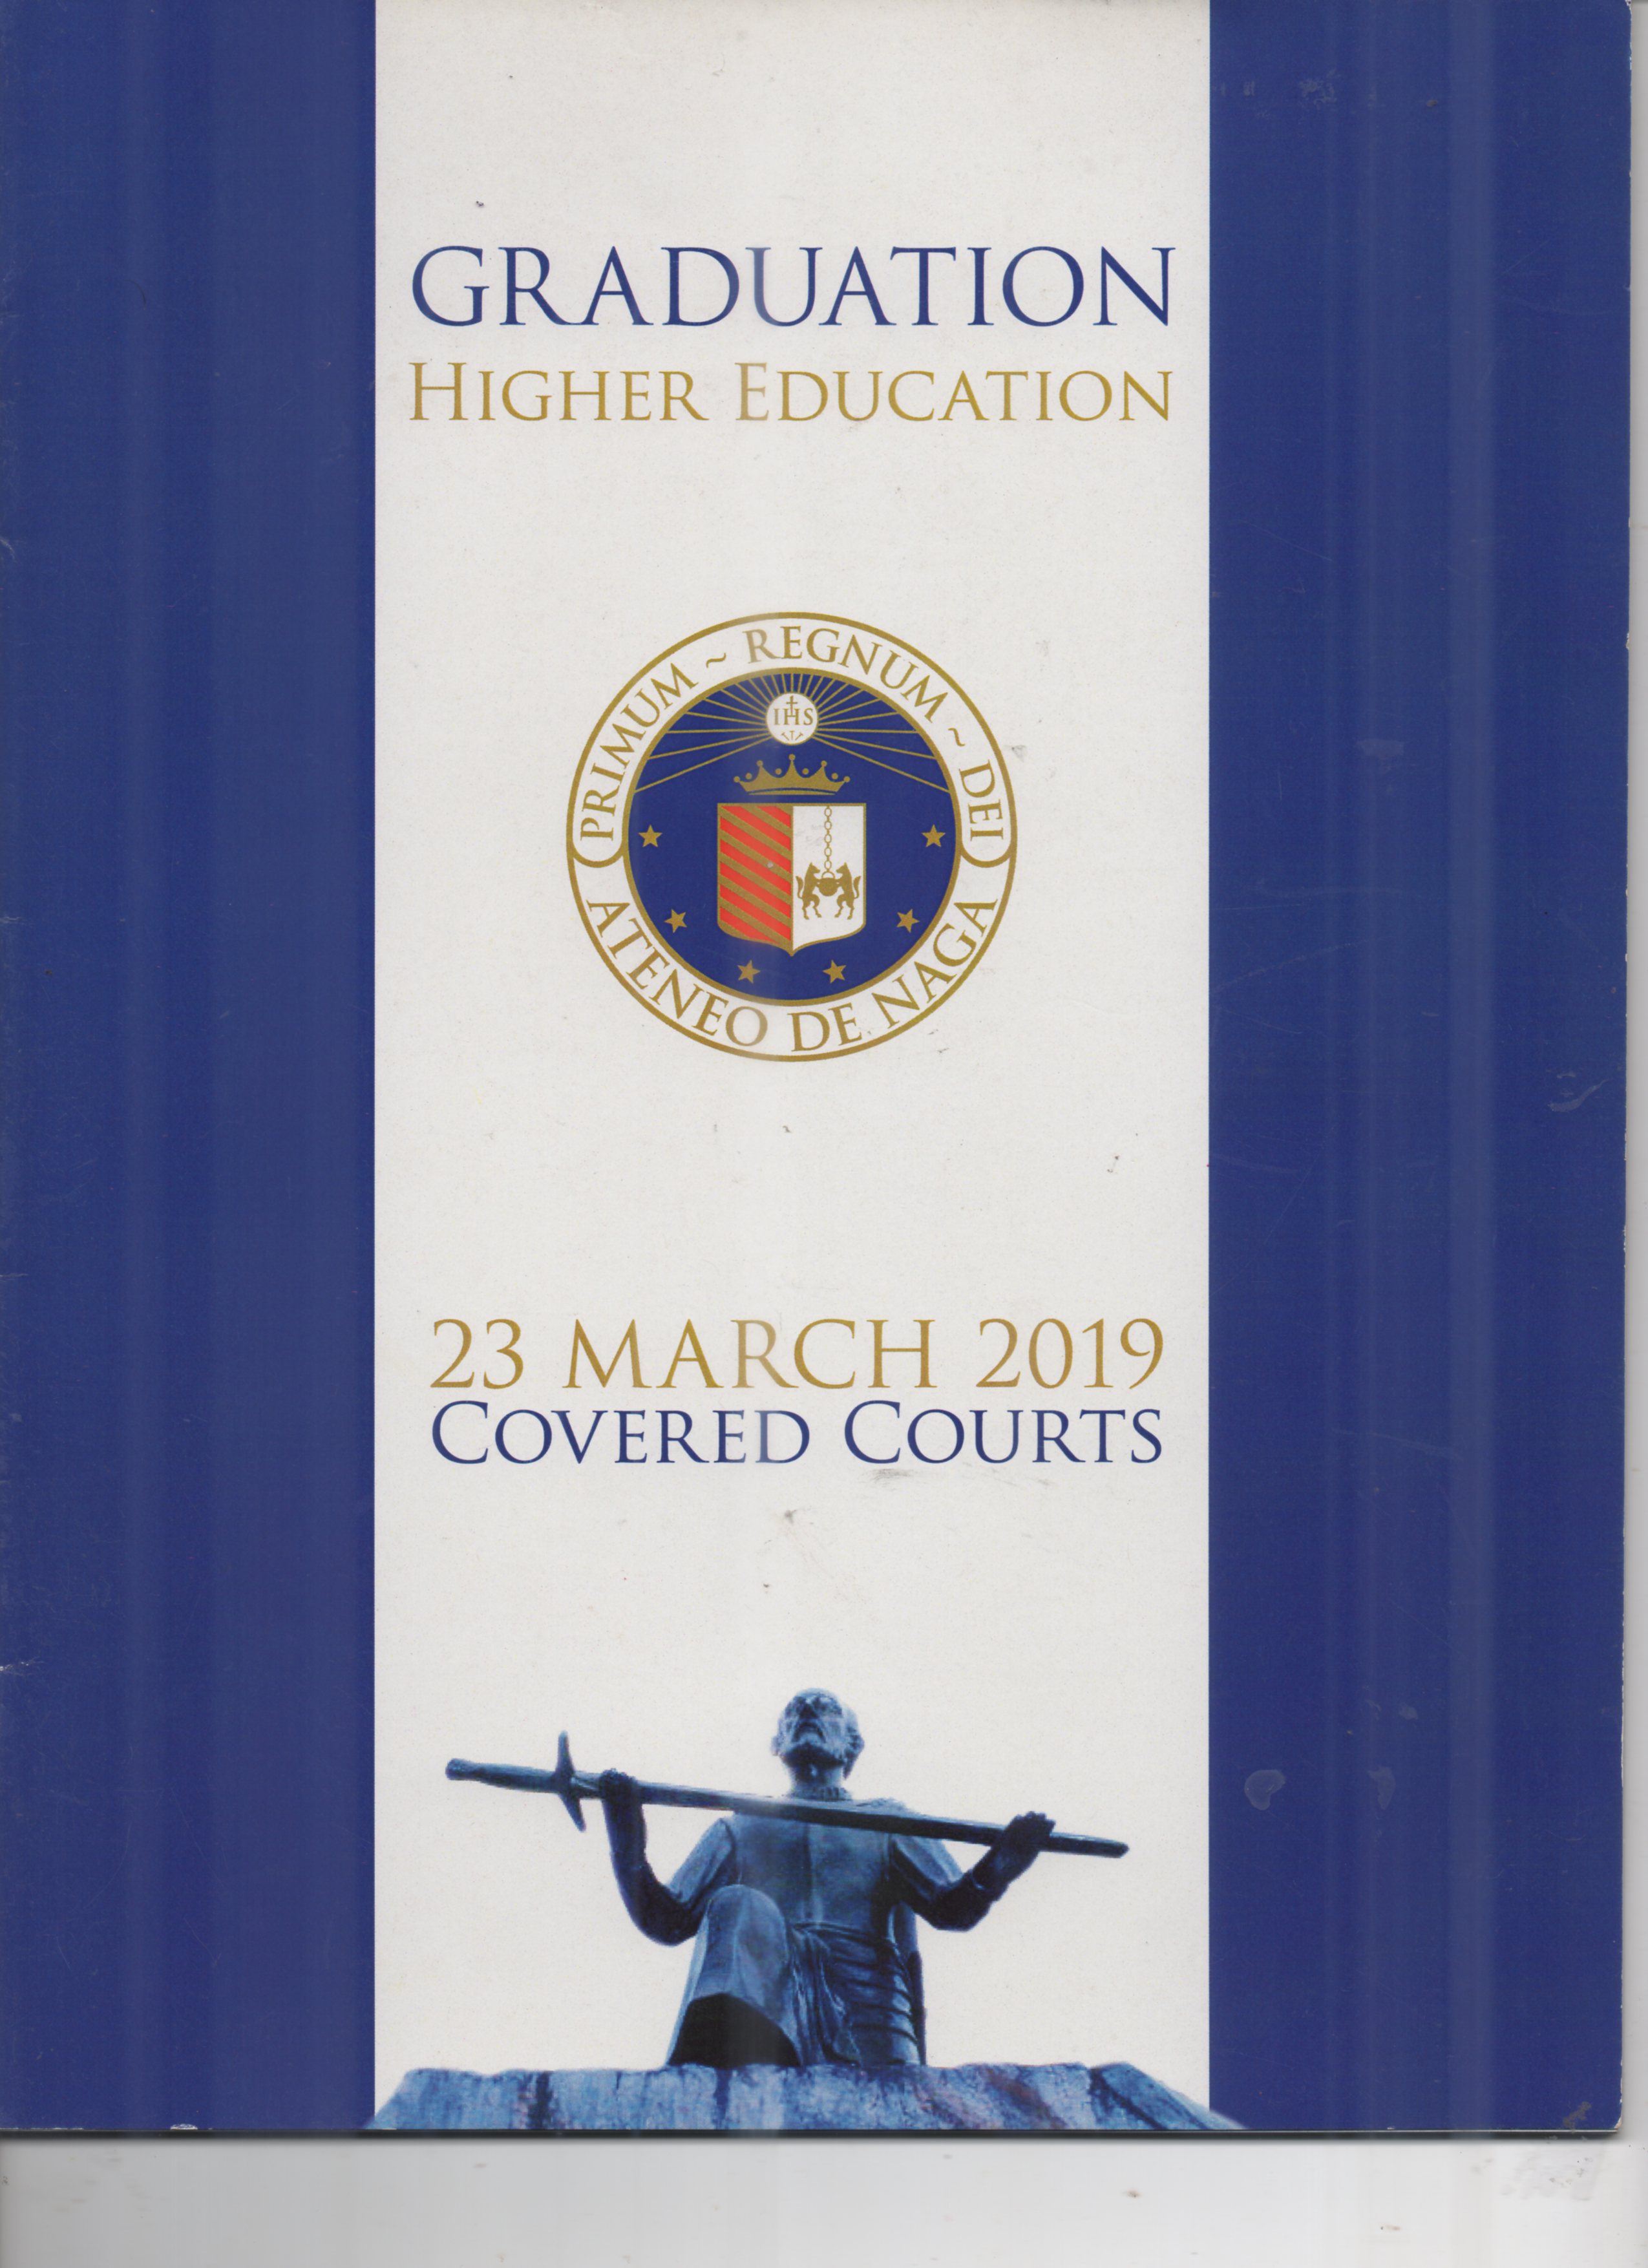 GRADUATION
HIGHER EDUCATION
PRIMUM ~ REGNUM ~ DEI
IHS
ATENEO DE NAGA
23 MARCH 2019
COVERED COURTS